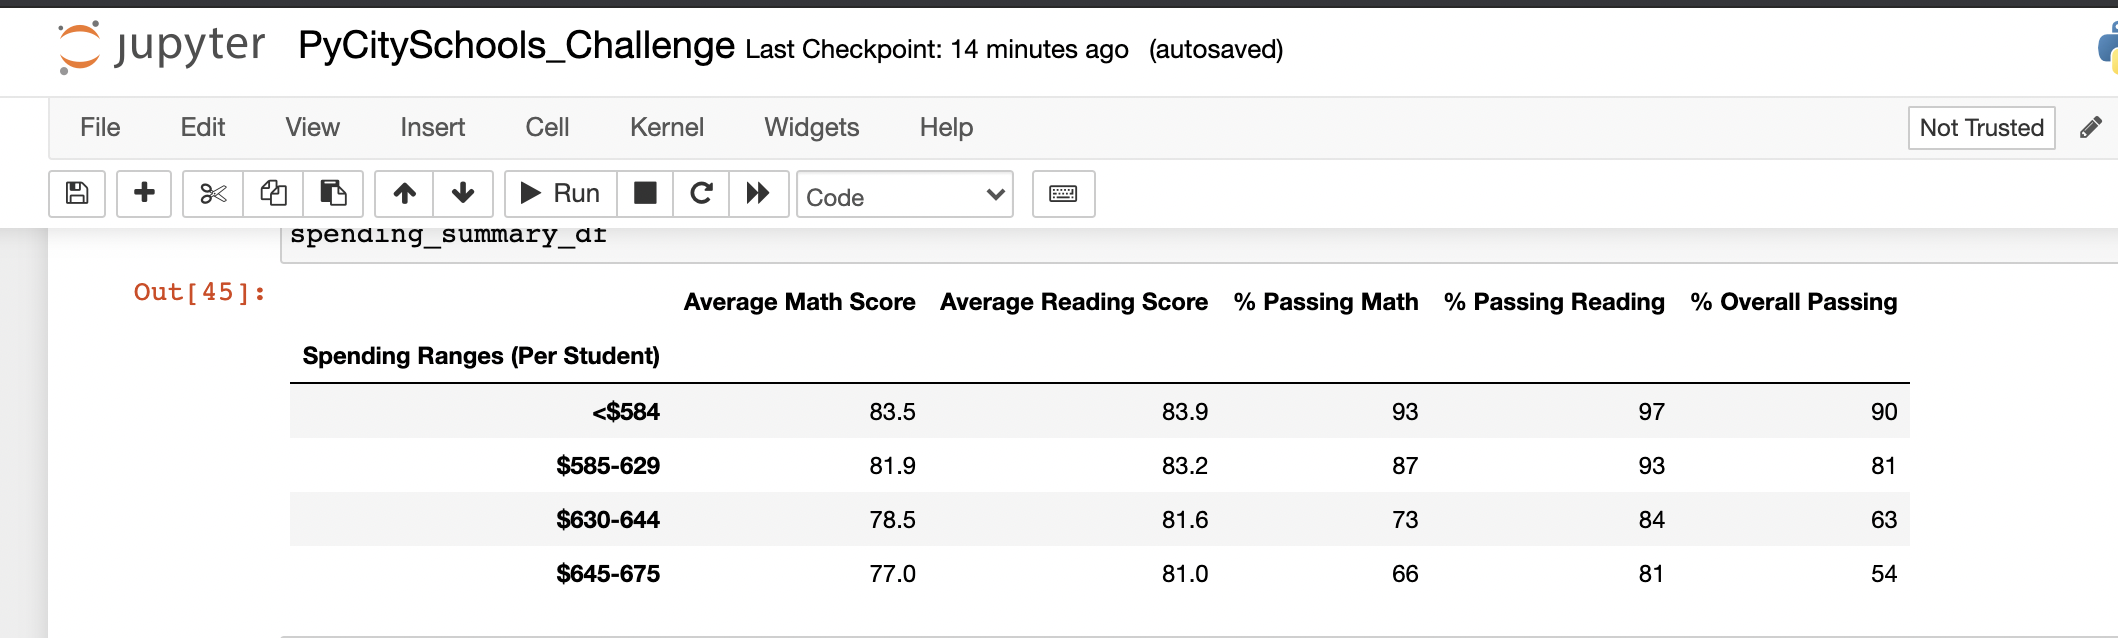 jupyter PyCitySchools_Challenge Last Checkpoint: 14 minutes ago (autosaved)
File Edit View Insert Cell Kernel Widgets Help Not Trusted
Run Code
spending_summary_df
Out[45]:
Average Math Score Average Reading Score % Passing Math % Passing Reading % Overall Passing
Spending Ranges (Per Student)
<$584 83.5 83.9 93 97 90
$585-629 81.9 83.2 87 93 81
$630-644 78.5 81.6 73 84 63
$645-675 77.0 81.0 66 81 54